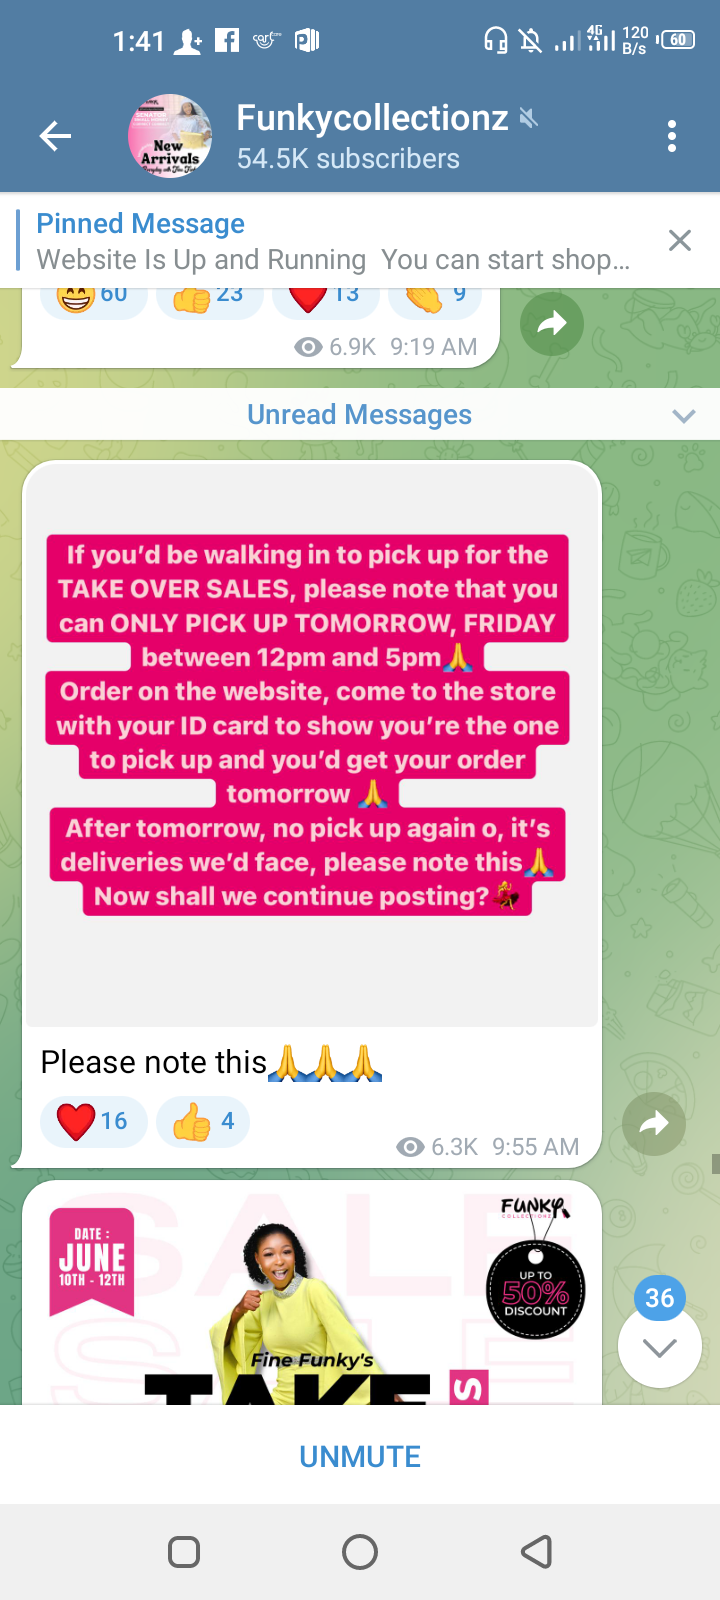 1:41
4G
120
B/s
60
SENATOR
New
Arrivals
Funkycollectionz
54.5K subscribers
Pinned Message
Website Is Up and Running You can start shop...
😁 60 👍 23 ❤ 13 👏 9
6.9K 9:19 AM
Unread Messages
If you'd be walking in to pick up for the
TAKE OVER SALES, please note that you
can ONLY PICK UP TOMORROW, FRIDAY
between 12pm and 5pm🙏
Order on the website, come to the store
with your ID card to show you're the one
to pick up and you'd get your order
tomorrow 🙏
After tomorrow, no pick up again o, it's
deliveries we'd face, please note this🙏
Now shall we continue posting?💃
Please note this🙏🙏🙏
❤ 16 👍 4
6.3K 9:55 AM
SALE
DATE :
JUNE
10TH - 12TH
FUNKY
COLLECTIONZ
UP TO
50%
DISCOUNT
SALE
Fine Funky's
TAKE
S
36
UNMUTE